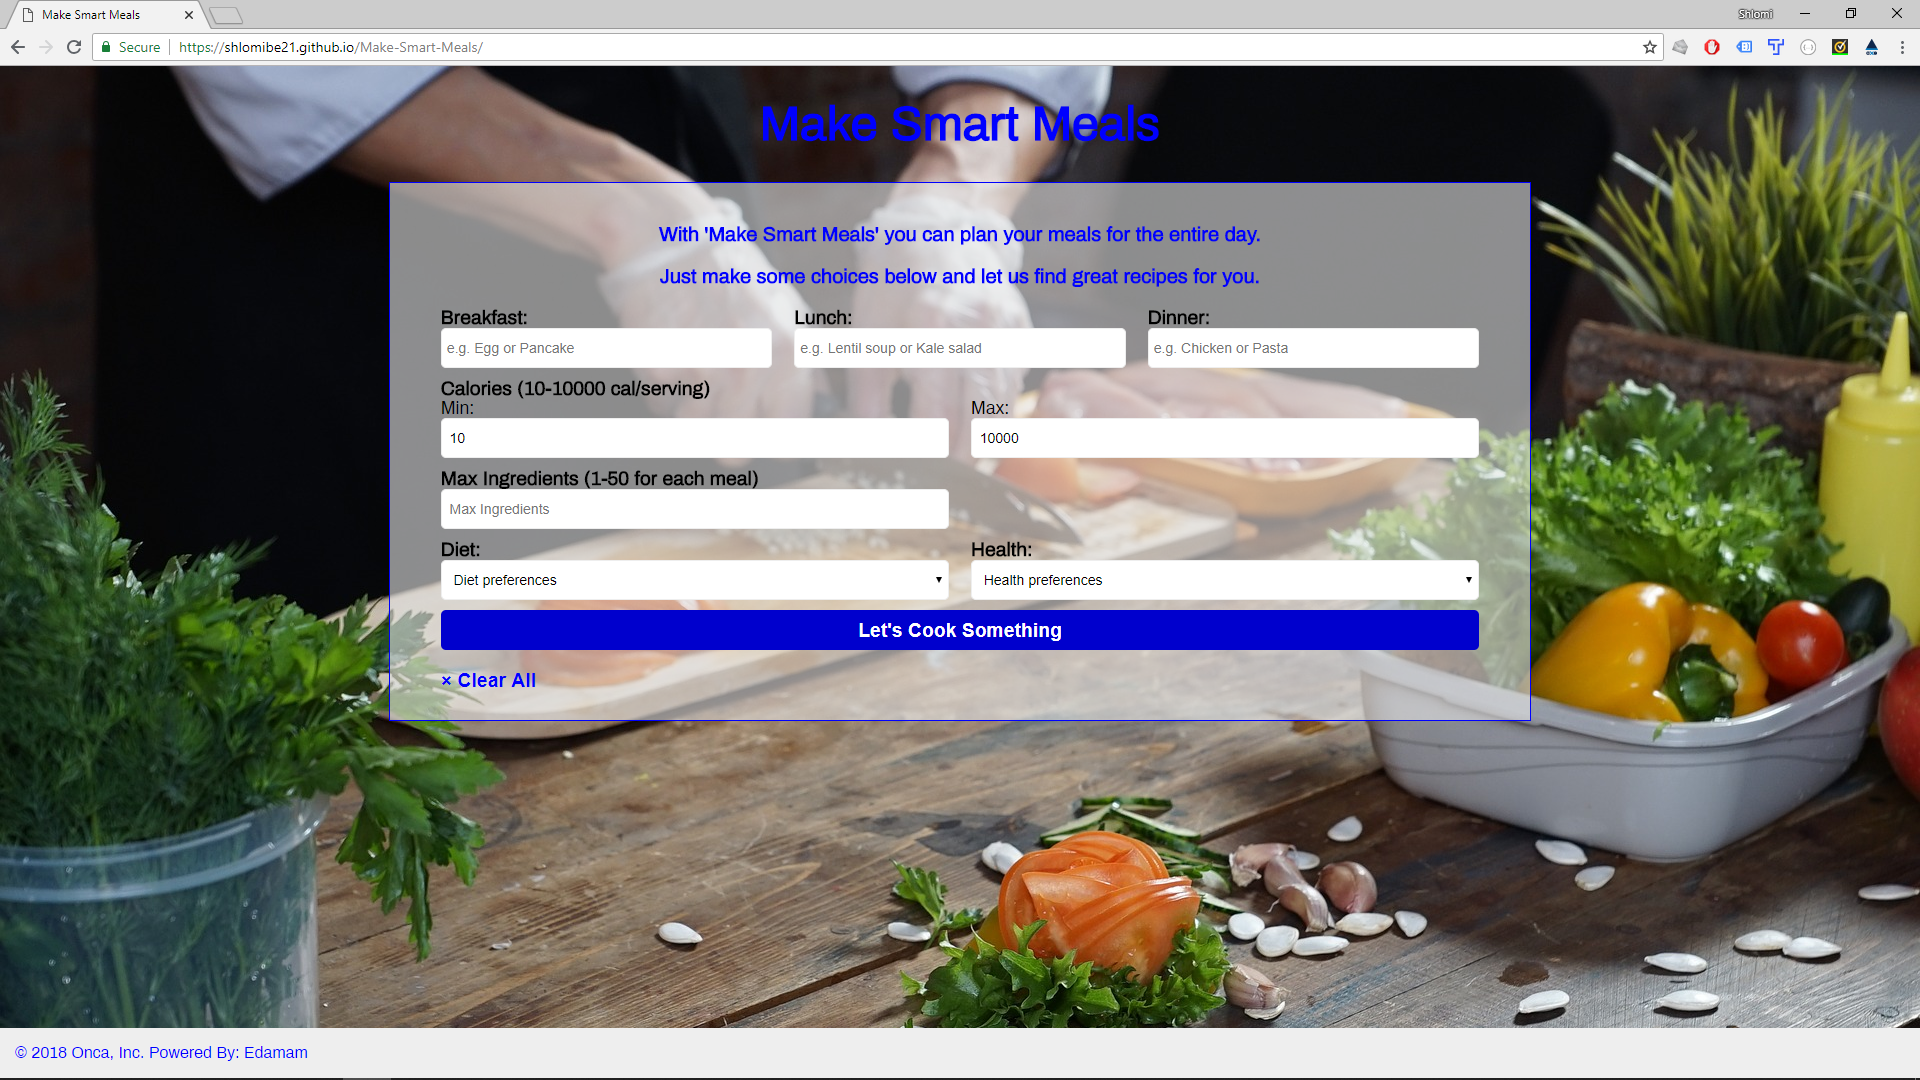 Make Smart Meals
Shlomi
Secure
https://shlomibe21.github.io/Make-Smart-Meals/
Make Smart Meals
With 'Make Smart Meals' you can plan your meals for the entire day.
Just make some choices below and let us find great recipes for you.
Breakfast: Lunch: Dinner:
e.g. Egg or Pancake e.g. Lentil soup or Kale salad e.g. Chicken or Pasta
Calories (10-10000 cal/serving)
Min: Max:
10 10000
Max Ingredients (1-50 for each meal)
Max Ingredients
Diet: Health:
Diet preferences Health preferences
Let's Cook Something
× Clear All
© 2018 Onca, Inc. Powered By: Edamam